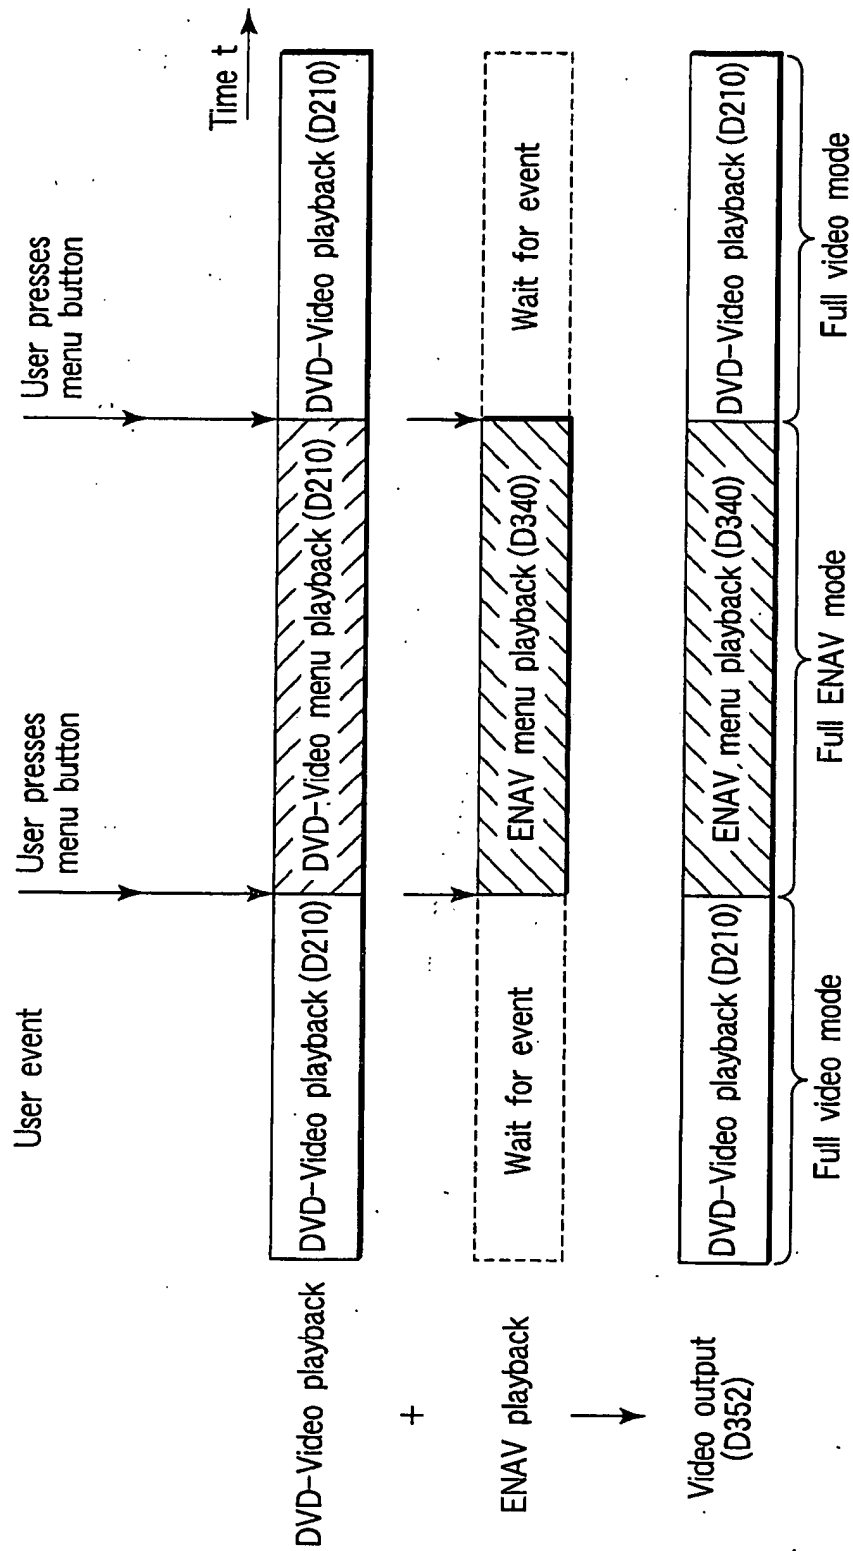 User event
User presses
menu button
User presses
menu button
Time t
DVD-Video playback
DVD-Video playback (D210)
DVD-Video menu playback (D210)
DVD-Video playback (D210)
+
ENAV playback
Wait for event
ENAV menu playback (D340)
Wait for event
Video output
(D352)
DVD-Video playback (D210)
ENAV menu playback (D340)
DVD-Video playback (D210)
Full video mode
Full ENAV mode
Full video mode